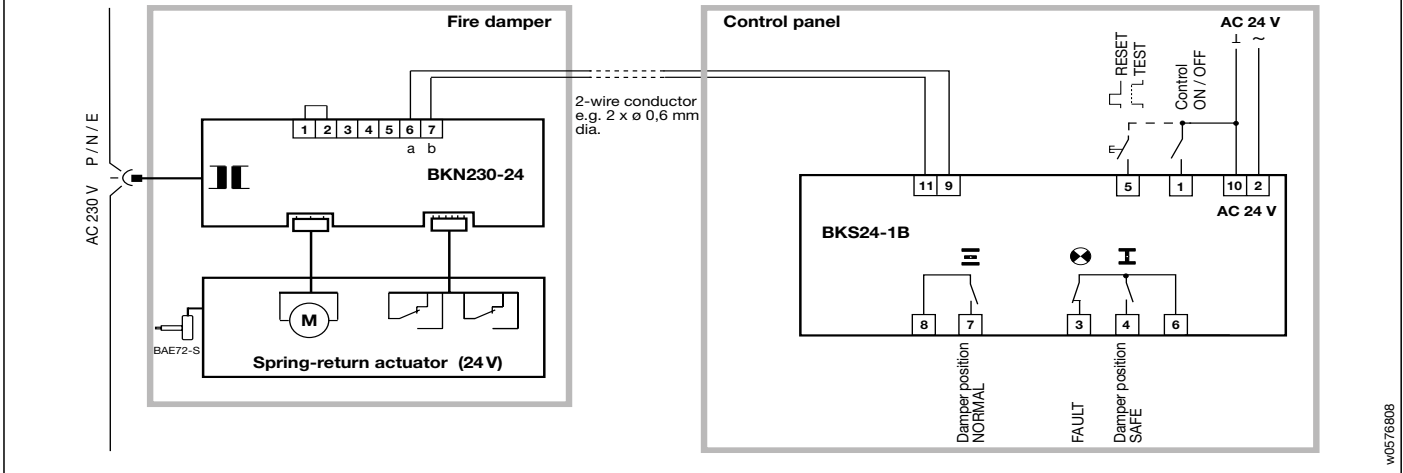 Fire damper
Control panel
AC 24 V
⊥ ~
RESET
TEST
Control
ON / OFF
2-wire conductor
e.g. 2 x ø 0,6 mm
dia.
1 2 3 4 5 6 7
a b
BKN230-24
AC 230 V P / N / E
11 9 5 1 10 2
AC 24 V
BKS24-1B
M
BAE72-S
Spring-return actuator (24 V)
8 7 3 4 6
Damper position
NORMAL
FAULT
Damper position
SAFE
w0576808